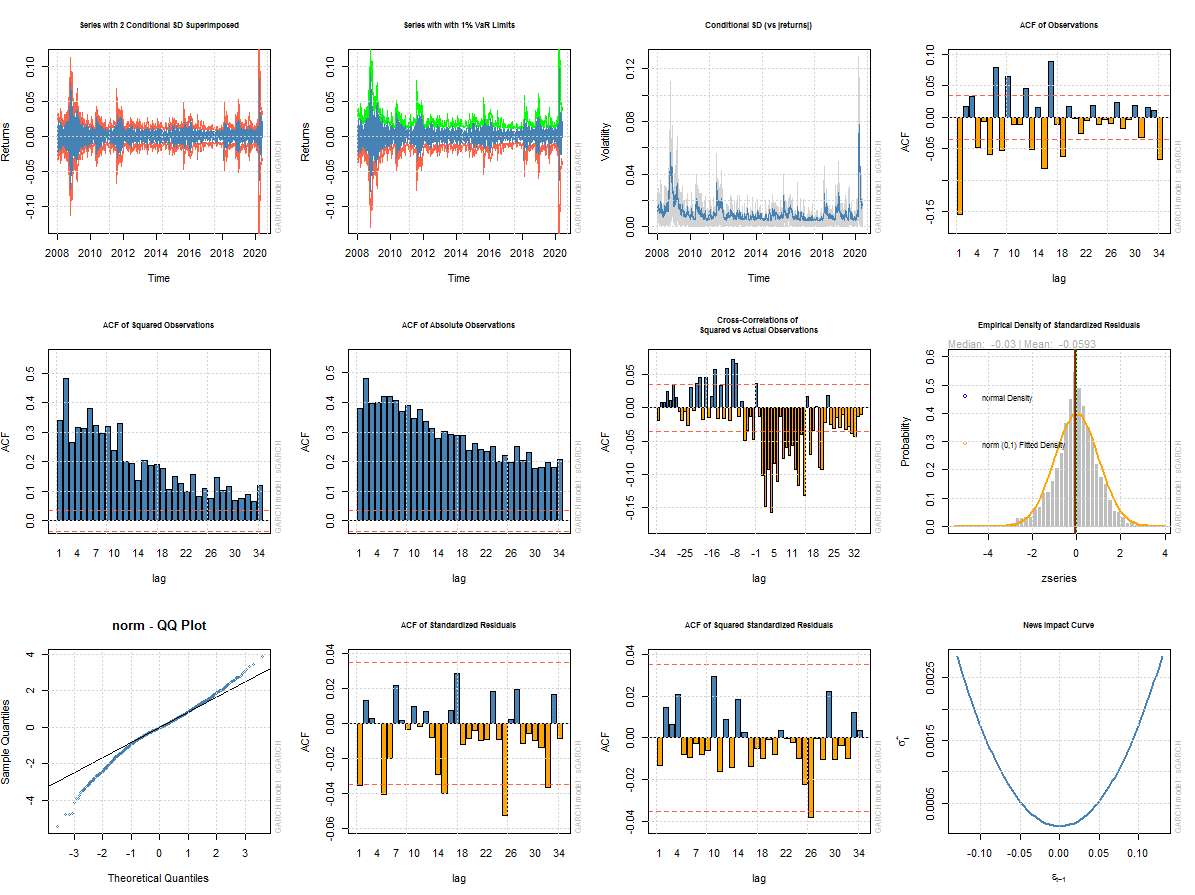 Series with 2 Conditional SD Superimposed
Returns
0.10
0.05
0.00
-0.05
-0.10
2008 2010 2012 2014 2016 2018 2020
Time
GARCH model : sGARCH
Series with with 1% VaR Limits
Returns
0.10
0.05
0.00
-0.05
-0.10
2008 2010 2012 2014 2016 2018 2020
Time
GARCH model : sGARCH
Conditional SD (vs |returns|)
Volatility
0.12
0.08
0.04
0.00
2008 2010 2012 2014 2016 2018 2020
Time
GARCH model : sGARCH
ACF of Observations
ACF
0.10
0.05
0.00
-0.05
-0.15
1 4 7 10 14 18 22 26 30 34
lag
GARCH model : sGARCH
ACF of Squared Observations
ACF
0.5
0.4
0.3
0.2
0.1
0.0
1 4 7 10 14 18 22 26 30 34
lag
GARCH model : sGARCH
ACF of Absolute Observations
ACF
0.5
0.4
0.3
0.2
0.1
0.0
1 4 7 10 14 18 22 26 30 34
lag
GARCH model : sGARCH
Cross-Correlations of
Squared vs Actual Observations
ACF
0.05
0.00
-0.05
-0.10
-0.15
-34 -25 -16 -8 -1 5 11 18 25 32
lag
GARCH model : sGARCH
Empirical Density of Standardized Residuals
Median: -0.03 | Mean: -0.0593
Probability
0.6
0.5
0.4
0.3
0.2
0.1
0.0
normal Density
norm (0,1) Fitted Density
-4 -2 0 2 4
zseries
GARCH model : sGARCH
norm - QQ Plot
Sample Quantiles
4
2
0
-2
-4
-3 -2 -1 0 1 2 3
Theoretical Quantiles
GARCH model : sGARCH
ACF of Standardized Residuals
ACF
0.04
0.02
0.00
-0.02
-0.04
-0.06
1 4 7 10 14 18 22 26 30 34
lag
GARCH model : sGARCH
ACF of Squared Standardized Residuals
ACF
0.04
0.02
0.00
-0.02
-0.04
1 4 7 10 14 18 22 26 30 34
lag
GARCH model : sGARCH
News Impact Curve
0.0025
0.0015
0.0005
-0.10 -0.05 0.00 0.05 0.10
εt−1
GARCH model : sGARCH